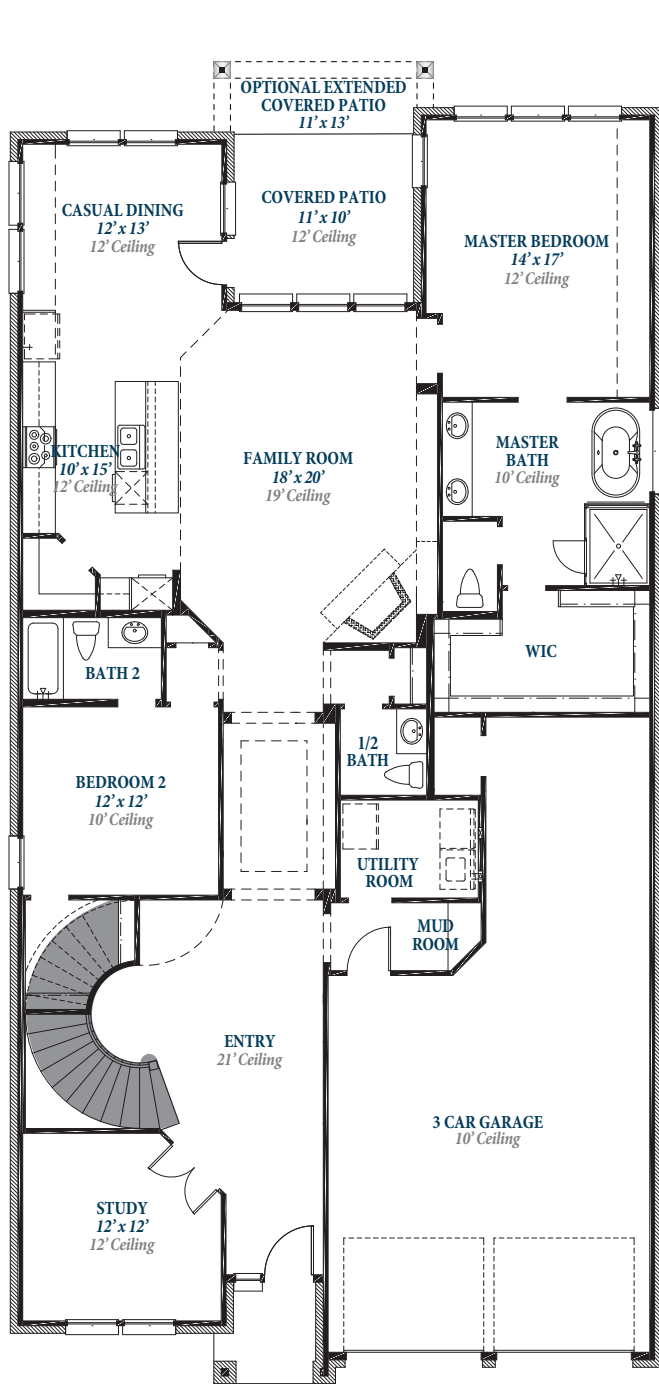 OPTIONAL EXTENDED
COVERED PATIO
11’ x 13’
COVERED PATIO
11’ x 10’
12’ Ceiling
CASUAL DINING
12’ x 13’
12’ Ceiling
MASTER BEDROOM
14’ x 17’
12’ Ceiling
KITCHEN
10’ x 15’
12’ Ceiling
FAMILY ROOM
18’ x 20’
19’ Ceiling
MASTER
BATH
10’ Ceiling
WIC
BATH 2
1/2
BATH
BEDROOM 2
12’ x 12’
10’ Ceiling
UTILITY
ROOM
MUD
ROOM
ENTRY
21’ Ceiling
3 CAR GARAGE
10’ Ceiling
STUDY
12’ x 12’
12’ Ceiling